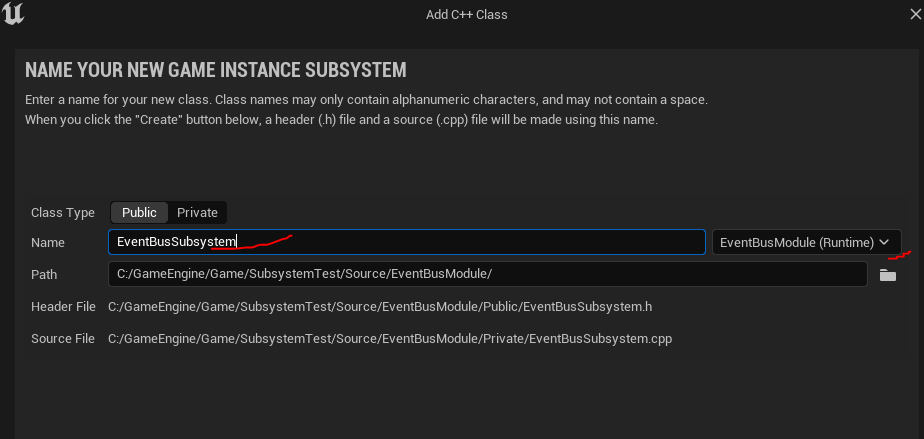 Add C++ Class
NAME YOUR NEW GAME INSTANCE SUBSYSTEM
Enter a name for your new class. Class names may only contain alphanumeric characters, and may not contain a space.
When you click the "Create" button below, a header (.h) file and a source (.cpp) file will be made using this name.
Class Type Public Private
Name EventBusSubsystem EventBusModule (Runtime)
Path C:/GameEngine/Game/SubsystemTest/Source/EventBusModule/
Header File C:/GameEngine/Game/SubsystemTest/Source/EventBusModule/Public/EventBusSubsystem.h
Source File C:/GameEngine/Game/SubsystemTest/Source/EventBusModule/Private/EventBusSubsystem.cpp